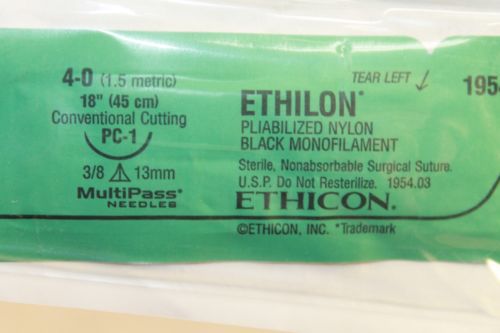 4-0 (1.5 metric)
18" (45 cm)
Conventional Cutting
PC-1
3/8 13mm
MultiPass®
NEEDLES
TEAR LEFT
1954
ETHILON*
PLIABILIZED NYLON
BLACK MONOFILAMENT
Sterile, Nonabsorbable Surgical Suture.
U.S.P. Do Not Resterilize. 1954.03
ETHICON®
©ETHICON, INC. *Trademark